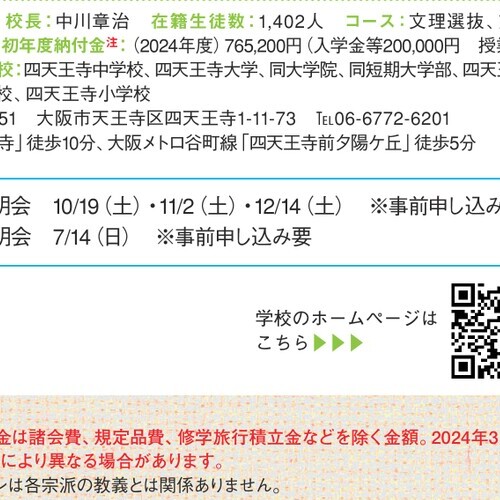 校長：中川章治　在籍生徒数：1,402人　コース：文理選抜、
初年度納付金注：（2024年度）765,200円（入学金等200,000円　授業
校：四天王寺中学校、四天王寺大学、同大学院、同短期大学部、四天王
校、四天王寺小学校
51　大阪市天王寺区四天王寺1-11-73　℡06-6772-6201
寺」徒歩10分、大阪メトロ谷町線「四天王寺前夕陽ケ丘」徒歩5分
明会　10/19（土）・11/2（土）・12/14（土）　※事前申し込み
明会　7/14（日）　※事前申し込み要
学校のホームページは
こちら▶▶▶
金は諸会費、規定品費、修学旅行積立金などを除く金額。2024年3
により異なる場合があります。
ンは各宗派の教義とは関係ありません。